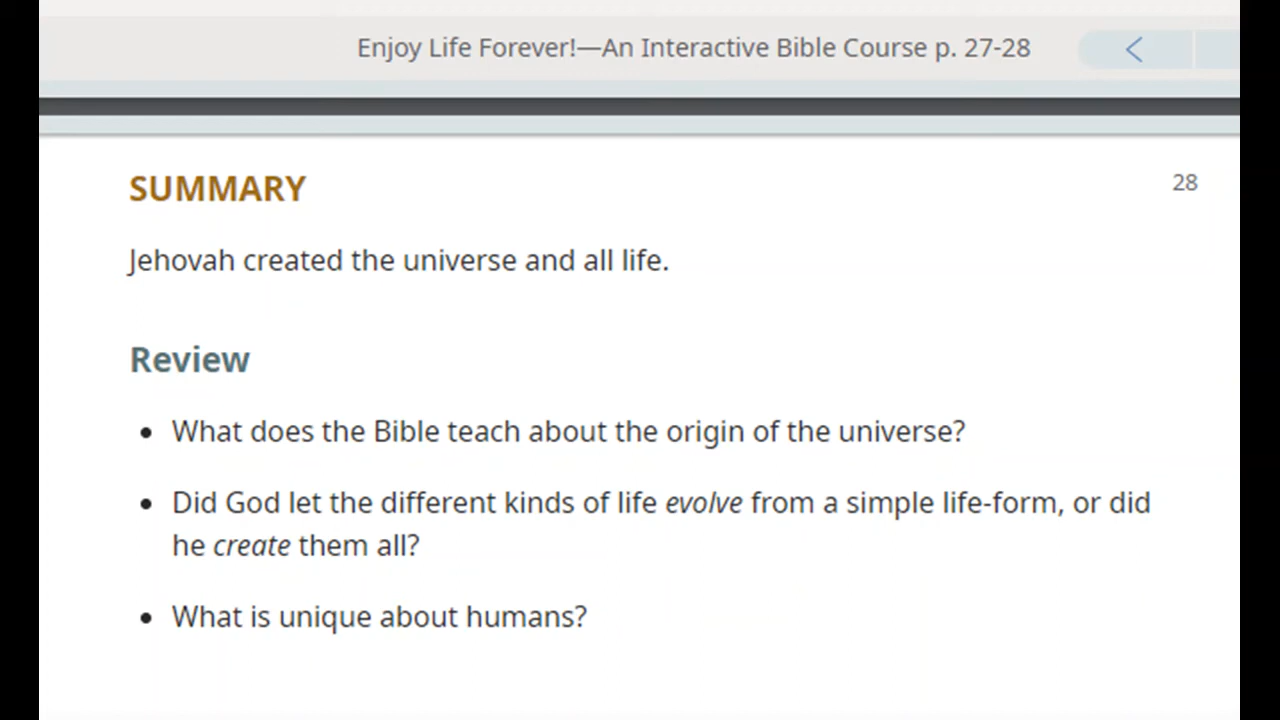 Enjoy Life Forever!—An Interactive Bible Course p. 27-28
SUMMARY
28
Jehovah created the universe and all life.
Review
• What does the Bible teach about the origin of the universe?
• Did God let the different kinds of life evolve from a simple life-form, or did
he create them all?
• What is unique about humans?